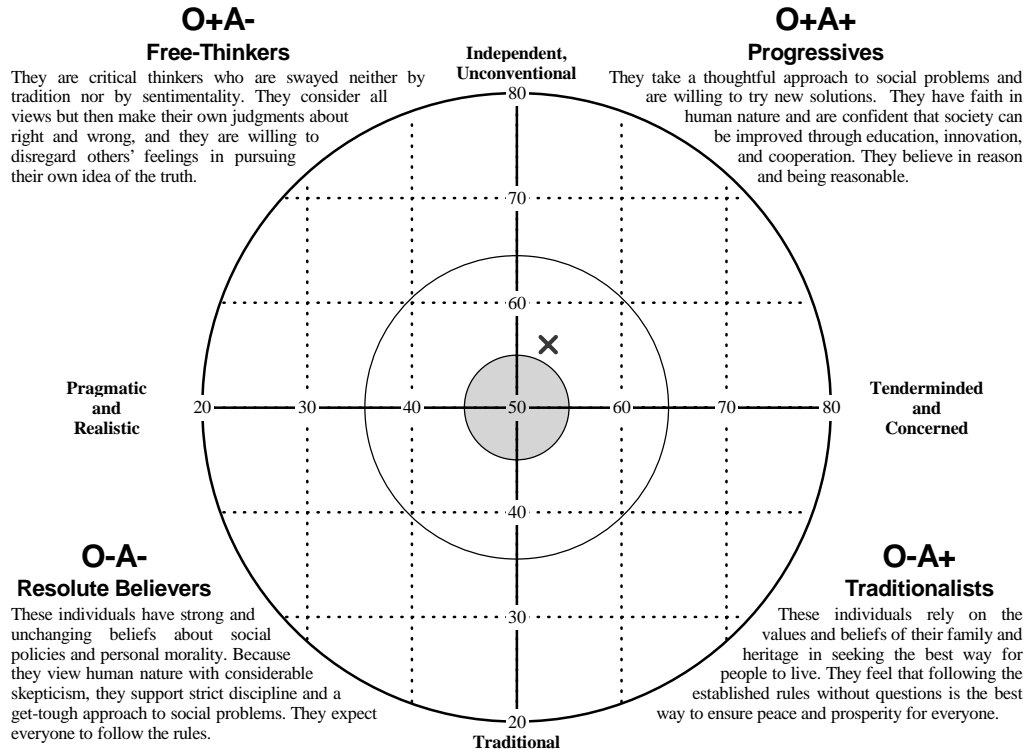 O+A-
Free-Thinkers
They are critical thinkers who are swayed neither by
tradition nor by sentimentality. They consider all
views but then make their own judgments about
right and wrong, and they are willing to
disregard others’ feelings in pursuing
their own idea of the truth.
Independent,
Unconventional
O+A+
Progressives
They take a thoughtful approach to social problems and
are willing to try new solutions. They have faith in
human nature and are confident that society can
be improved through education, innovation,
and cooperation. They believe in reason
and being reasonable.
80
70
60
Pragmatic
and
Realistic
20 30 40 50 60 70 80
Tenderminded
and
Concerned
40
30
20
Traditional
O-A-
Resolute Believers
These individuals have strong and
unchanging beliefs about social
policies and personal morality. Because
they view human nature with considerable
skepticism, they support strict discipline and a
get-tough approach to social problems. They expect
everyone to follow the rules.
O-A+
Traditionalists
These individuals rely on the
values and beliefs of their family and
heritage in seeking the best way for
people to live. They feel that following the
established rules without questions is the best
way to ensure peace and prosperity for everyone.